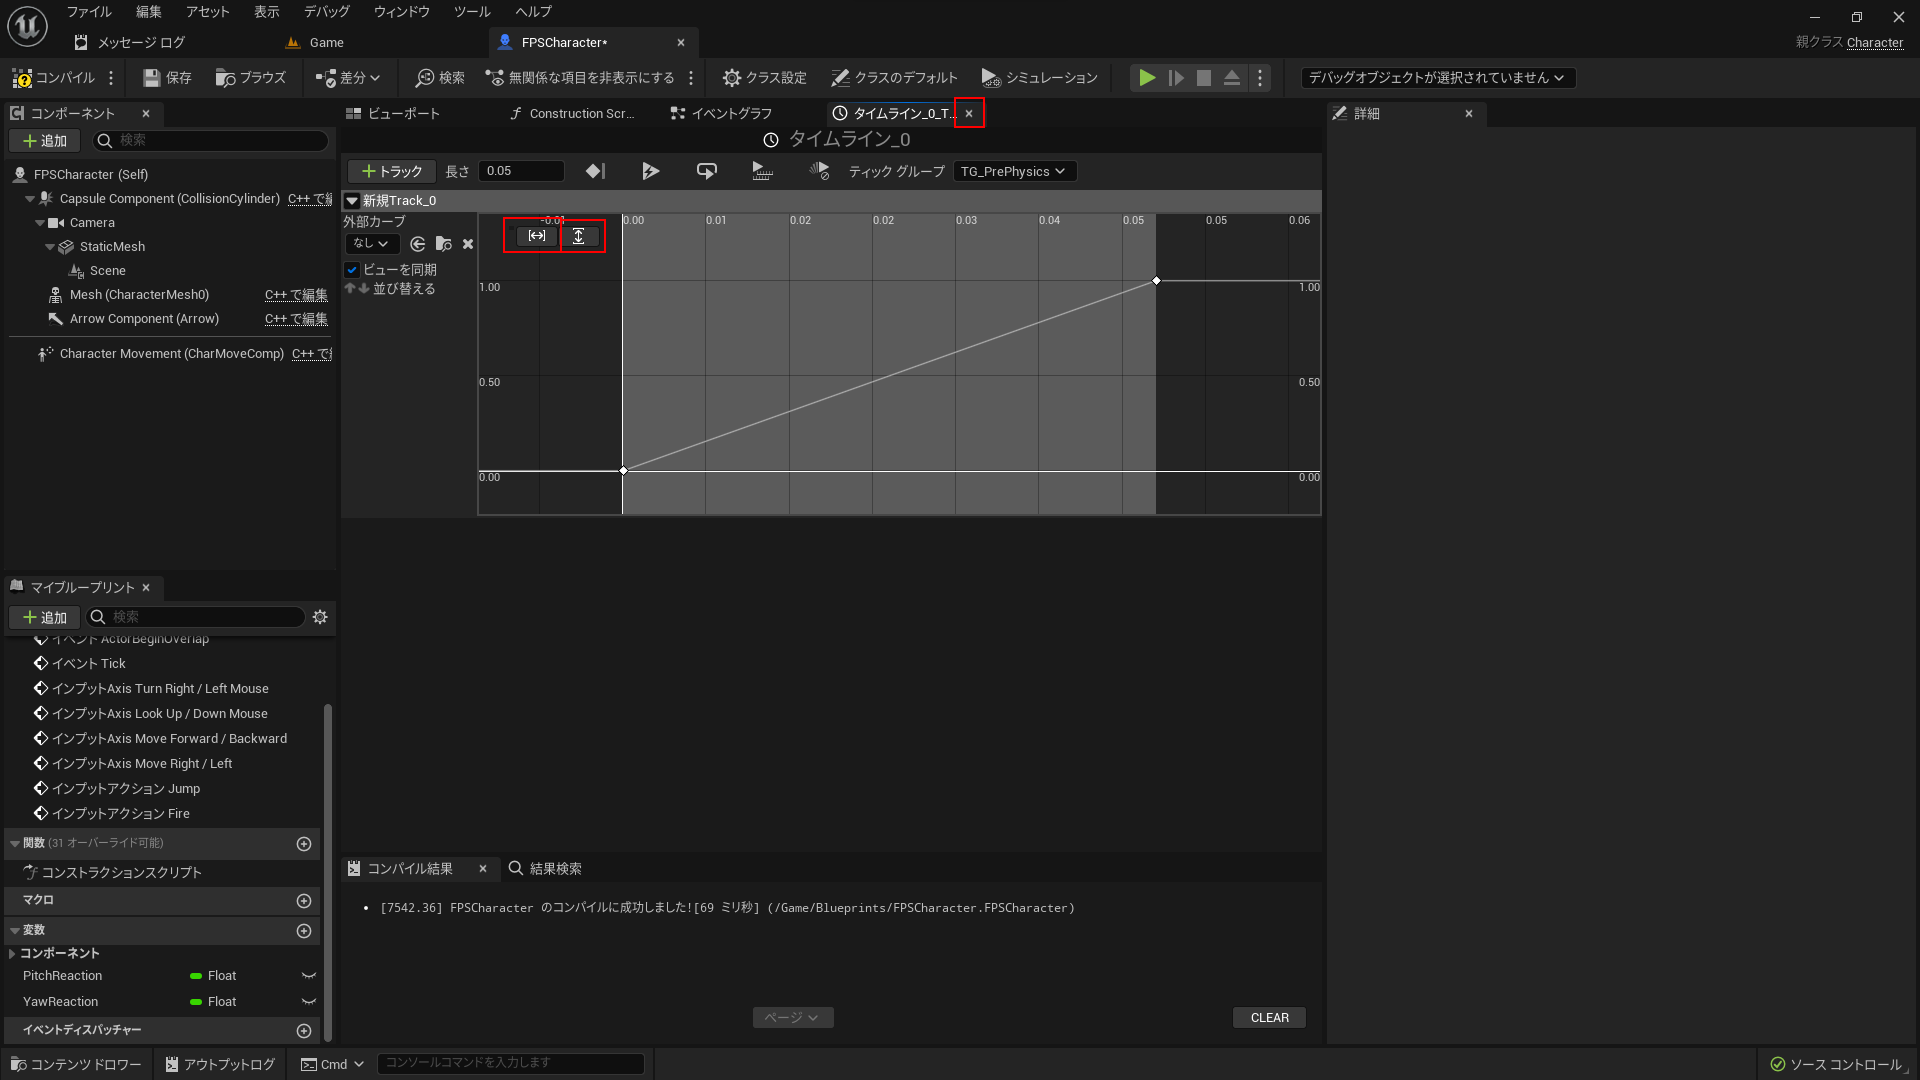 ファイル 編集 アセット 表示 デバッグ ウィンドウ ツール ヘルプ
メッセージ ログ Game FPSCharacter*
親クラス Character
コンパイル 保存 ブラウズ 差分 検索 無関係な項目を非表示にする クラス設定 クラスのデフォルト シミュレーション デバッグオブジェクトが選択されていません
コンポーネント ビューポート Construction Scr... イベントグラフ タイムライン_0_T... 詳細
追加 検索
タイムライン_0
トラック 長さ 0.05 ティック グループ TG_PrePhysics
FPSCharacter (Self)
Capsule Component (CollisionCylinder) C++ で編
Camera
StaticMesh
Scene
Mesh (CharacterMesh0) C++ で編集
Arrow Component (Arrow) C++ で編集
Character Movement (CharMoveComp) C++ で
新規Track_0
外部カーブ
なし
ビューを同期
並び替える
-0.01 0.00 0.01 0.02 0.02 0.03 0.04 0.05 0.05 0.06
1.00 1.00
0.50 0.50
0.00 0.00
マイブループリント
追加 検索
イベント ActorBeginOverlap
イベント Tick
インプットAxis Turn Right / Left Mouse
インプットAxis Look Up / Down Mouse
インプットAxis Move Forward / Backward
インプットAxis Move Right / Left
インプットアクション Jump
インプットアクション Fire
関数 (31 オーバーライド可能)
コンストラクションスクリプト
マクロ
変数
コンポーネント
PitchReaction Float
YawReaction Float
イベントディスパッチャー
コンパイル結果 結果検索
[7542.36] FPSCharacter のコンパイルに成功しました![69 ミリ秒] (/Game/Blueprints/FPSCharacter.FPSCharacter)
ページ CLEAR
コンテンツ ドロワー アウトプットログ Cmd コンソールコマンドを入力します ソース コントロール